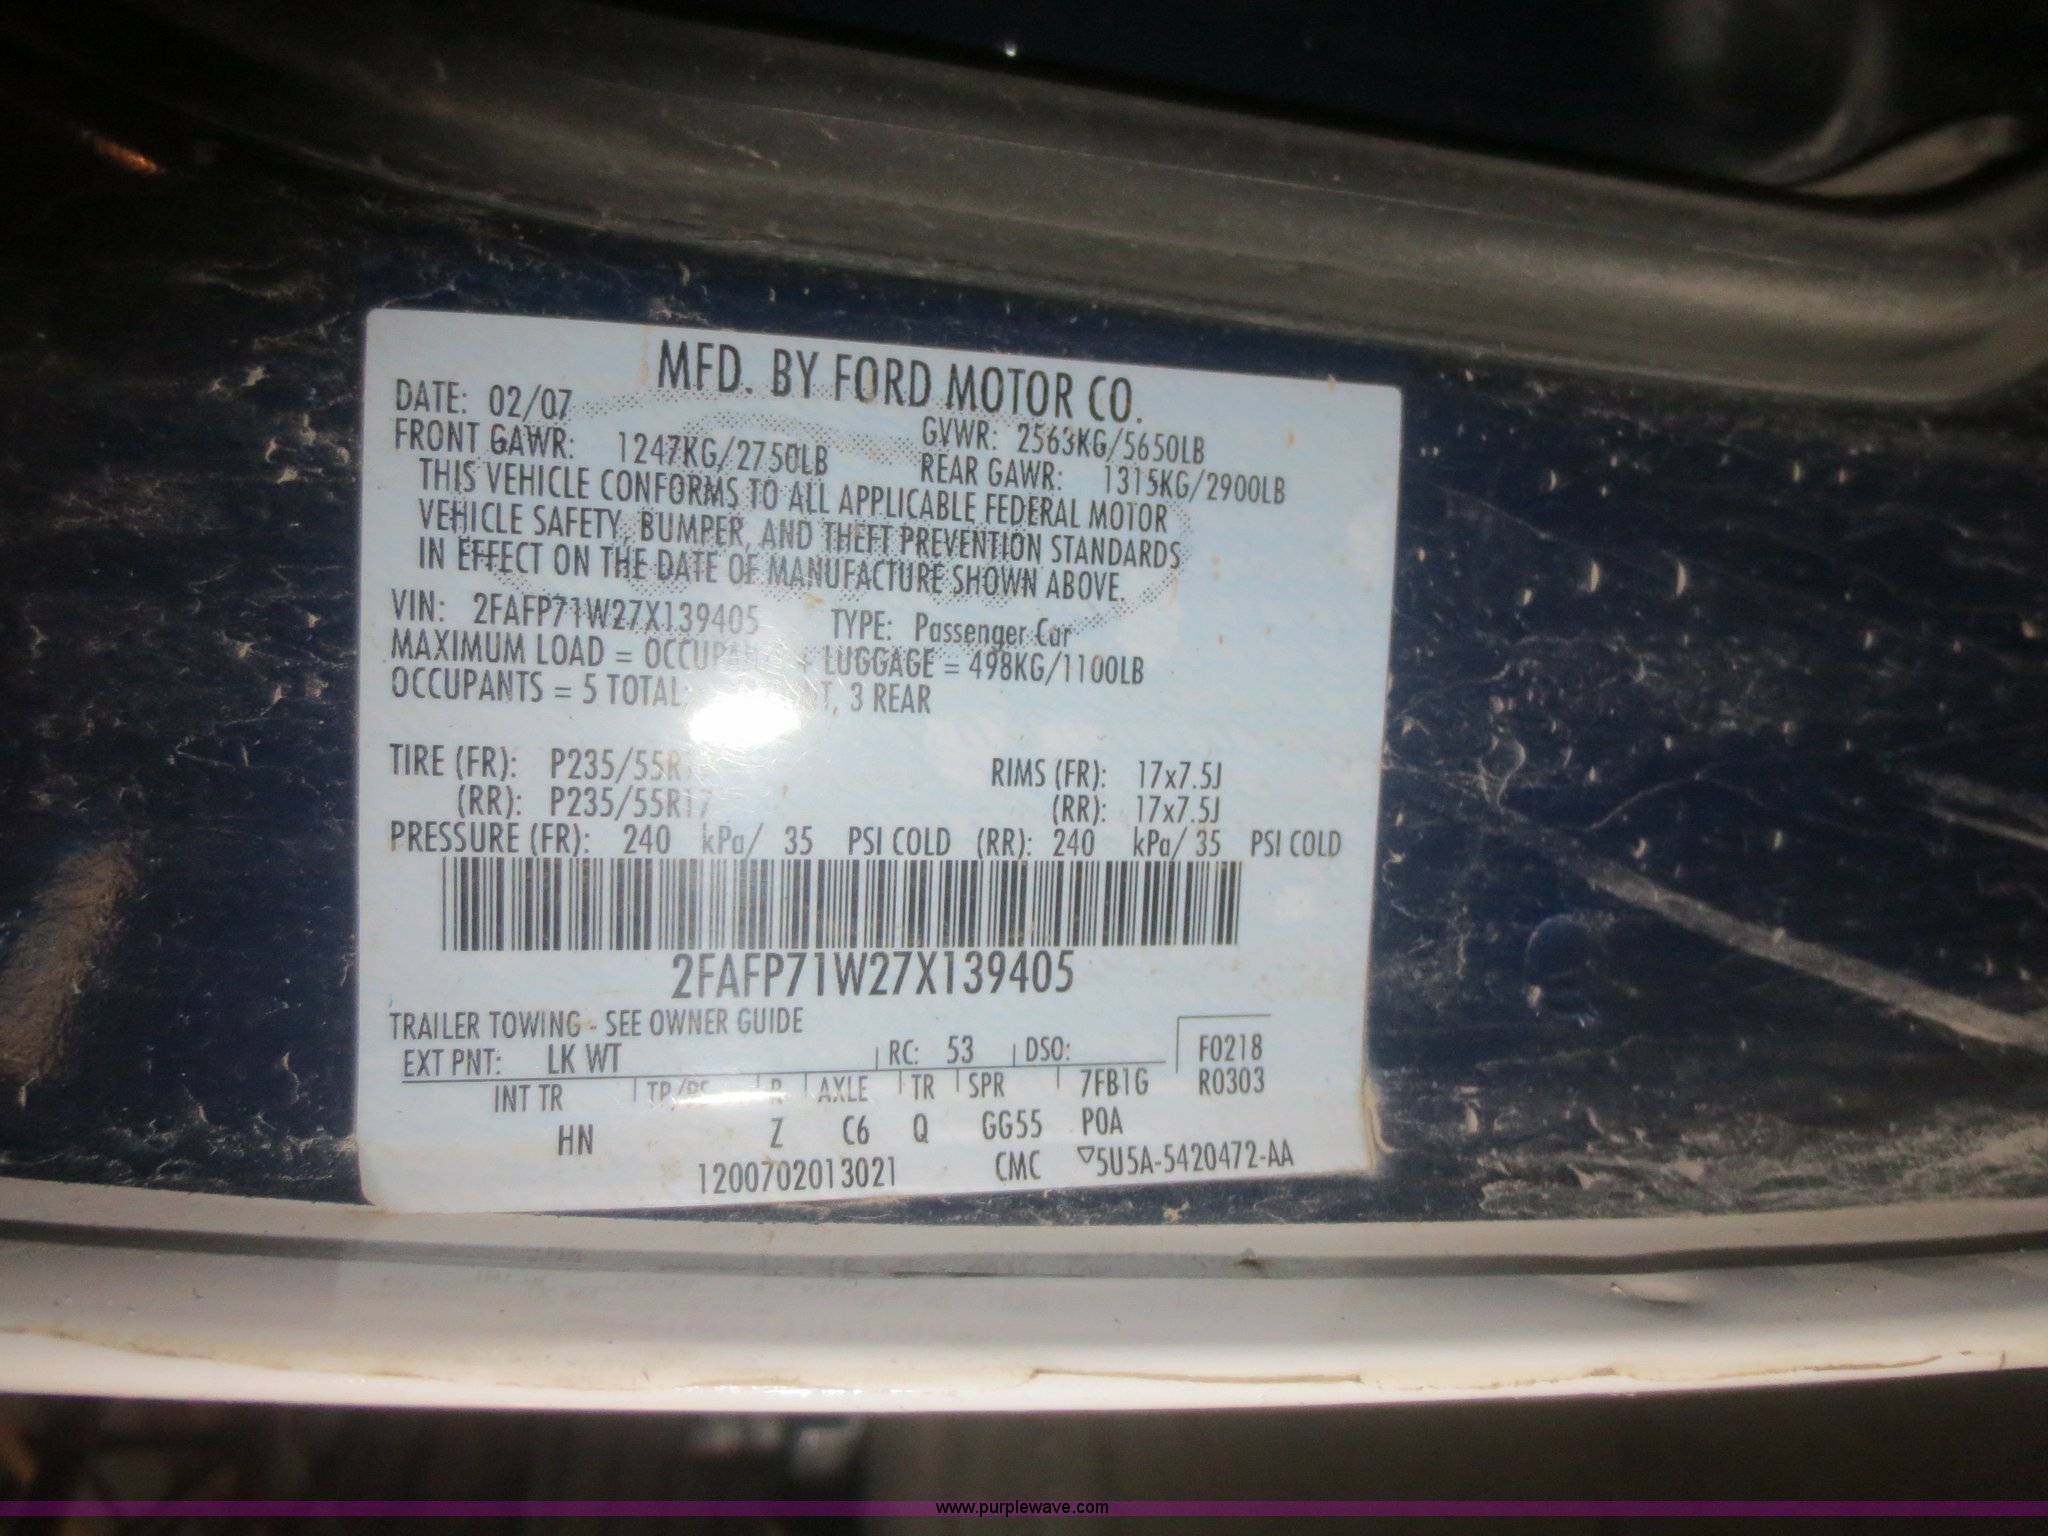 MFD. BY FORD MOTOR CO.
DATE: 02/07 GVWR: 2563KG/5650LB
FRONT GAWR: 1247KG/2750LB REAR GAWR: 1315KG/2900LB
THIS VEHICLE CONFORMS TO ALL APPLICABLE FEDERAL MOTOR
VEHICLE SAFETY, BUMPER, AND THEFT PREVENTION STANDARDS
IN EFFECT ON THE DATE OF MANUFACTURE SHOWN ABOVE.
VIN: 2FAFP71W27X139405 TYPE: Passenger Car
MAXIMUM LOAD = + LUGGAGE = 498KG/1100LB
OCCUPANTS = 5 TOTAL: 3 REAR
TIRE (FR): RIMS (FR): 17x7.5J
(RR): P235/55R17 (RR): 17x7.5J
PRESSURE (FR): 240 kPa/ 35 PSI COLD (RR): 240 kPa/ 35 PSI COLD
2FAFP71W27X139405
TRAILER TOWING - SEE OWNER GUIDE
EXT PNT: LK WT RC: 53 DSO: F0218
INT TR R AXLE TR SPR 7FB1G R0303
HN Z C6 Q GG55 POA
1200702013021 CMC ▽5U5A-5420472-AA
www.purplewave.com